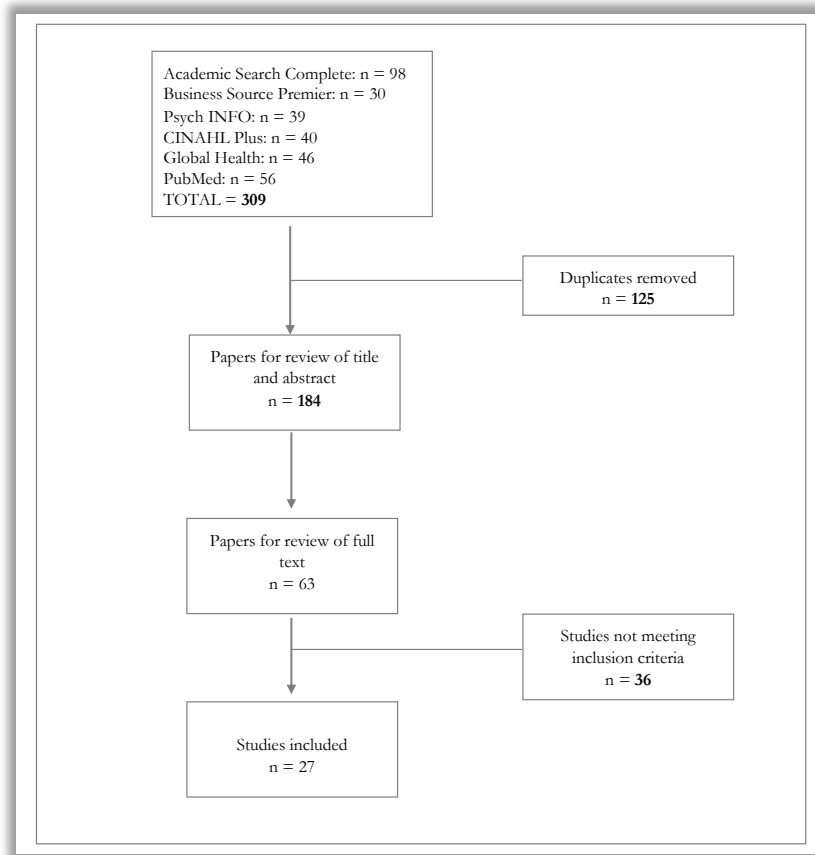 Academic Search Complete: n = 98
Business Source Premier: n = 30
Psych INFO: n = 39
CINAHL Plus: n = 40
Global Health: n = 46
PubMed: n = 56
TOTAL = 309
Duplicates removed
n = 125
Papers for review of title
and abstract
n = 184
Papers for review of full
text
n = 63
Studies not meeting
inclusion criteria
n = 36
Studies included
n = 27